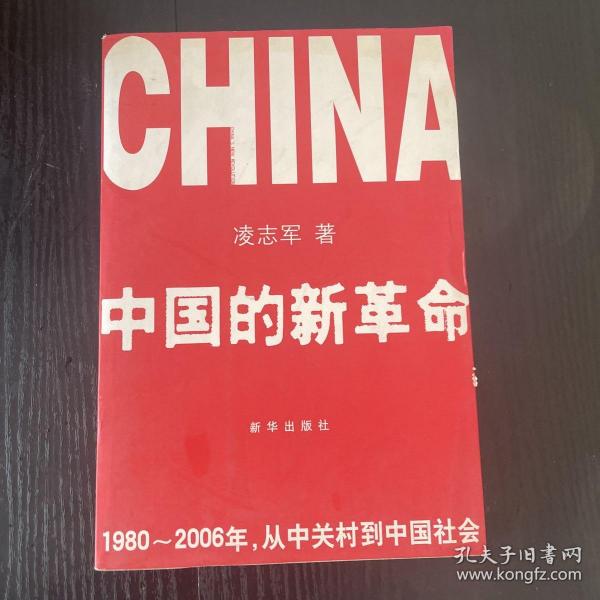 CHINA
凌志军 著
中国的新革命
新华出版社
1980～2006年，从中关村到中国社会
孔夫子旧书网
www.kongfz.com